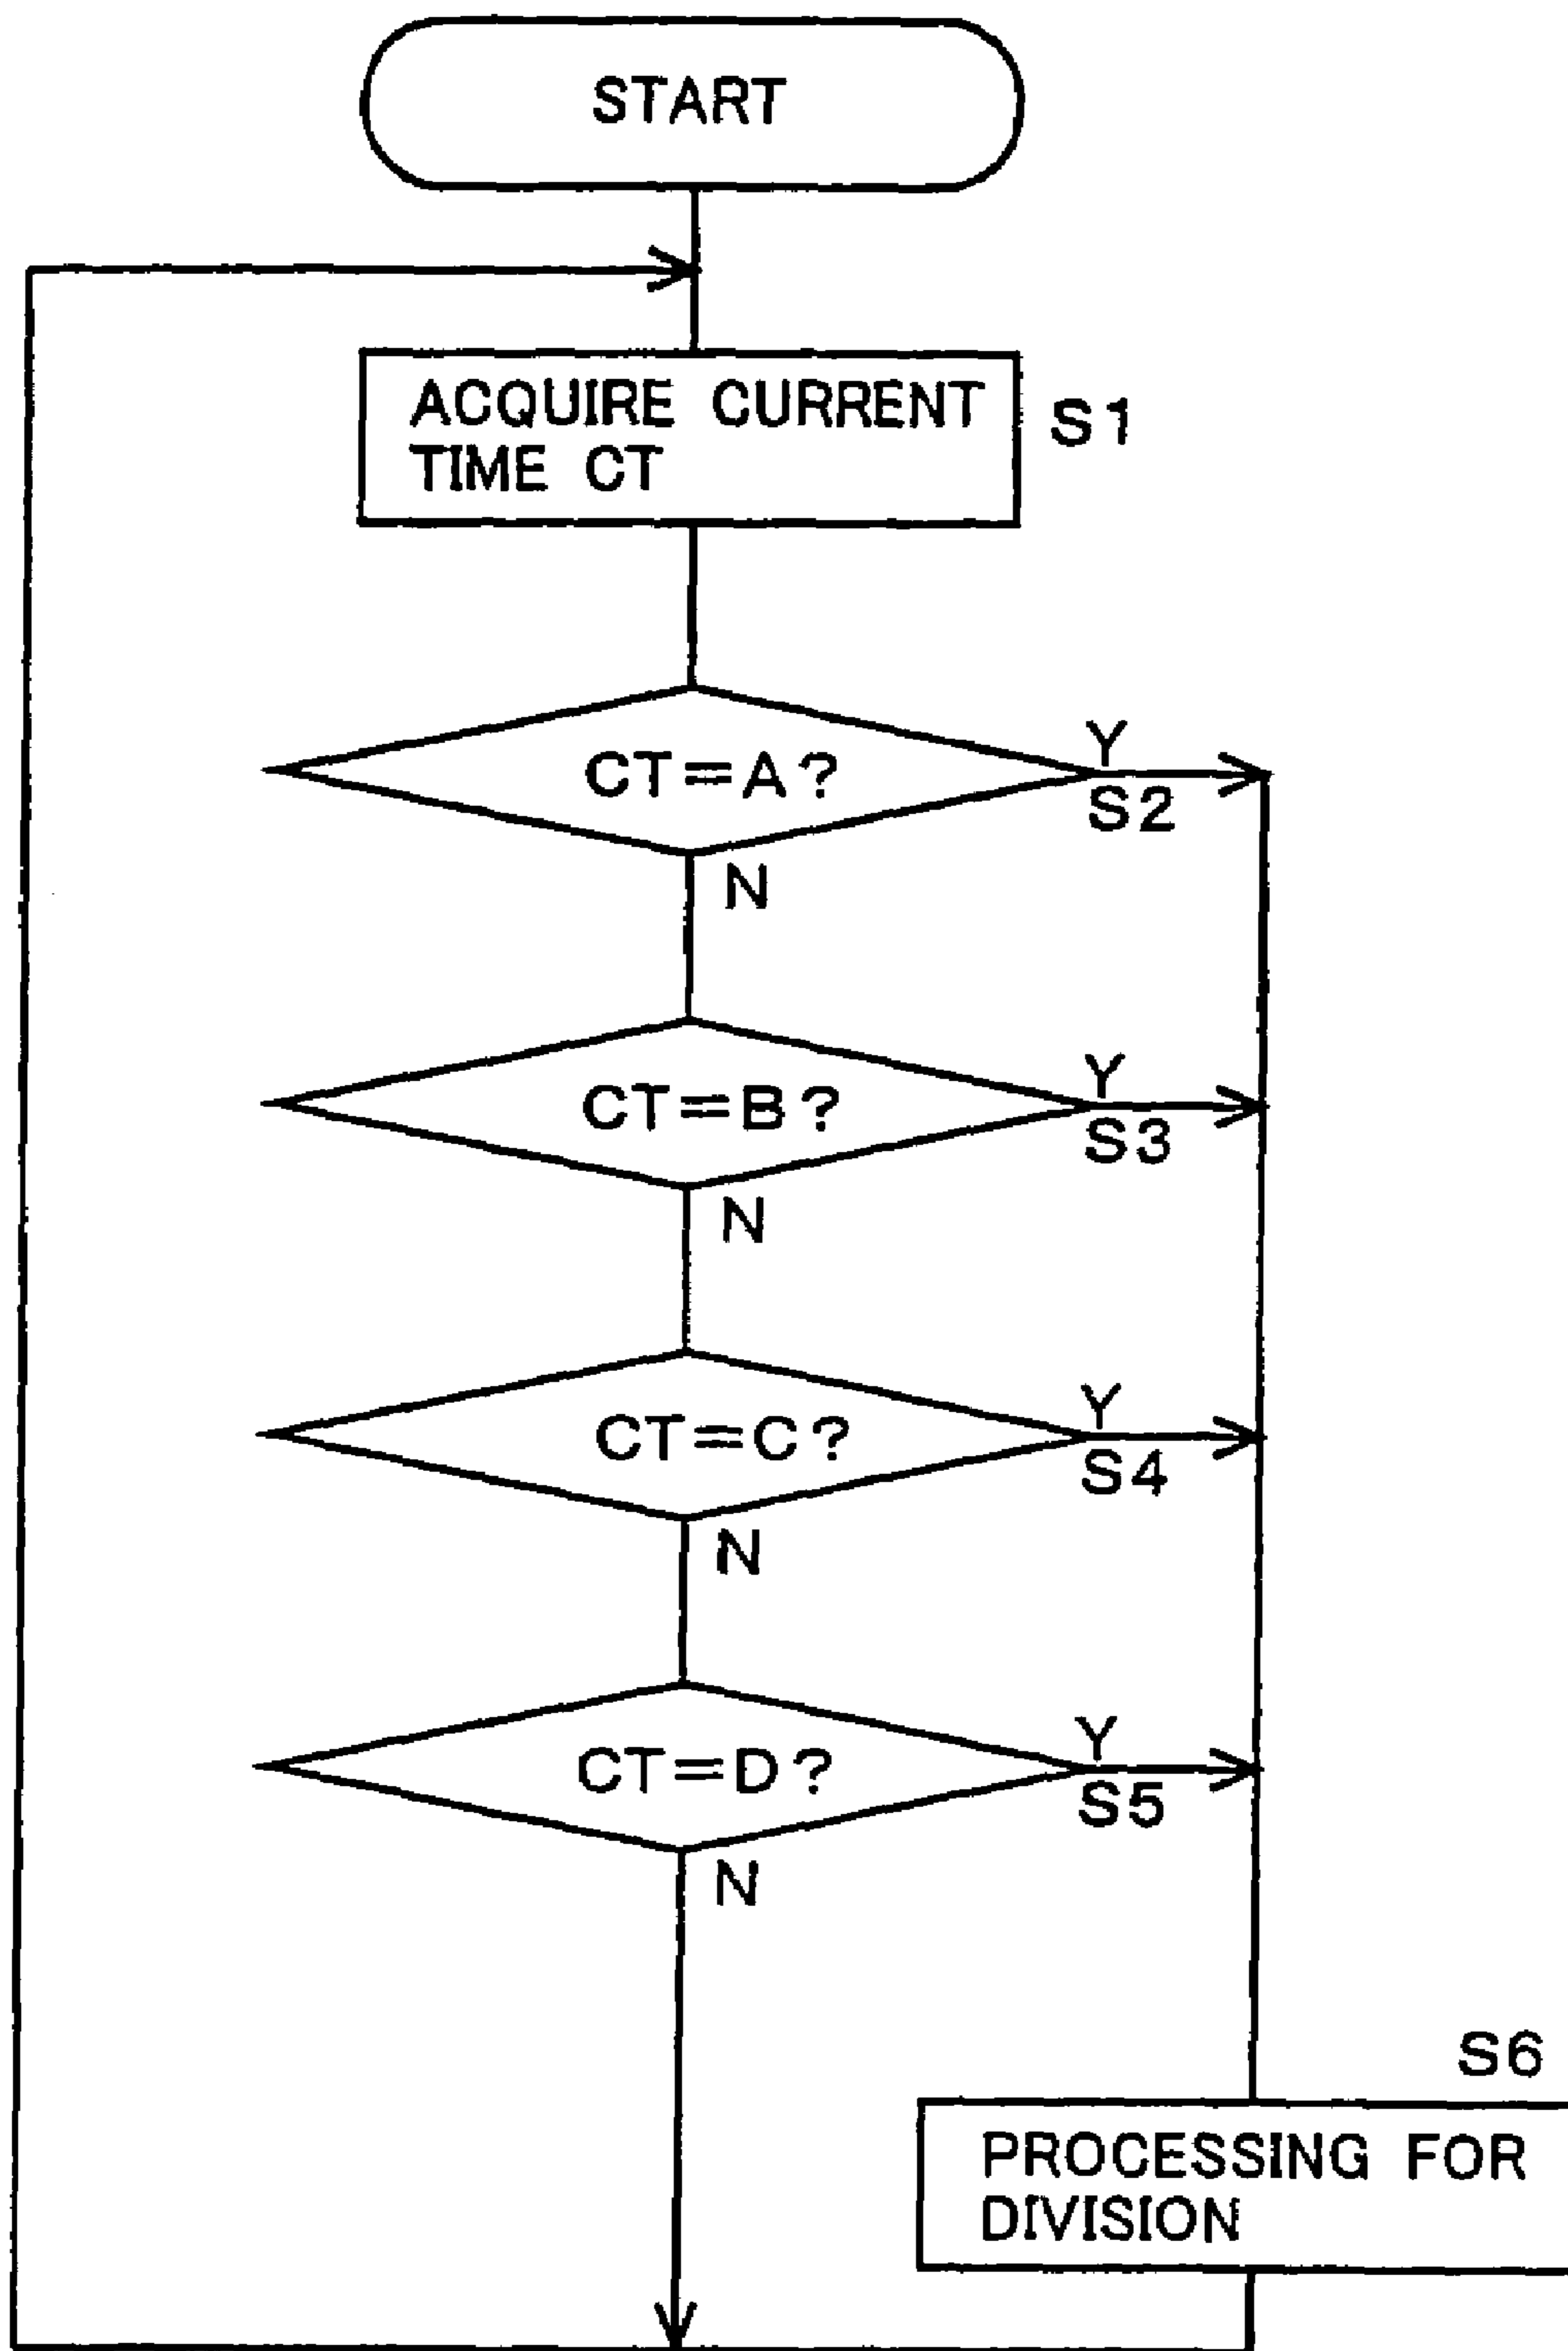 START
ACQUIRE CURRENT
TIME CT
S1
CT=A?
Y
S2
N
CT=B?
Y
S3
N
CT=C?
Y
S4
N
CT=D?
Y
S5
N
S6
PROCESSING FOR
DIVISION